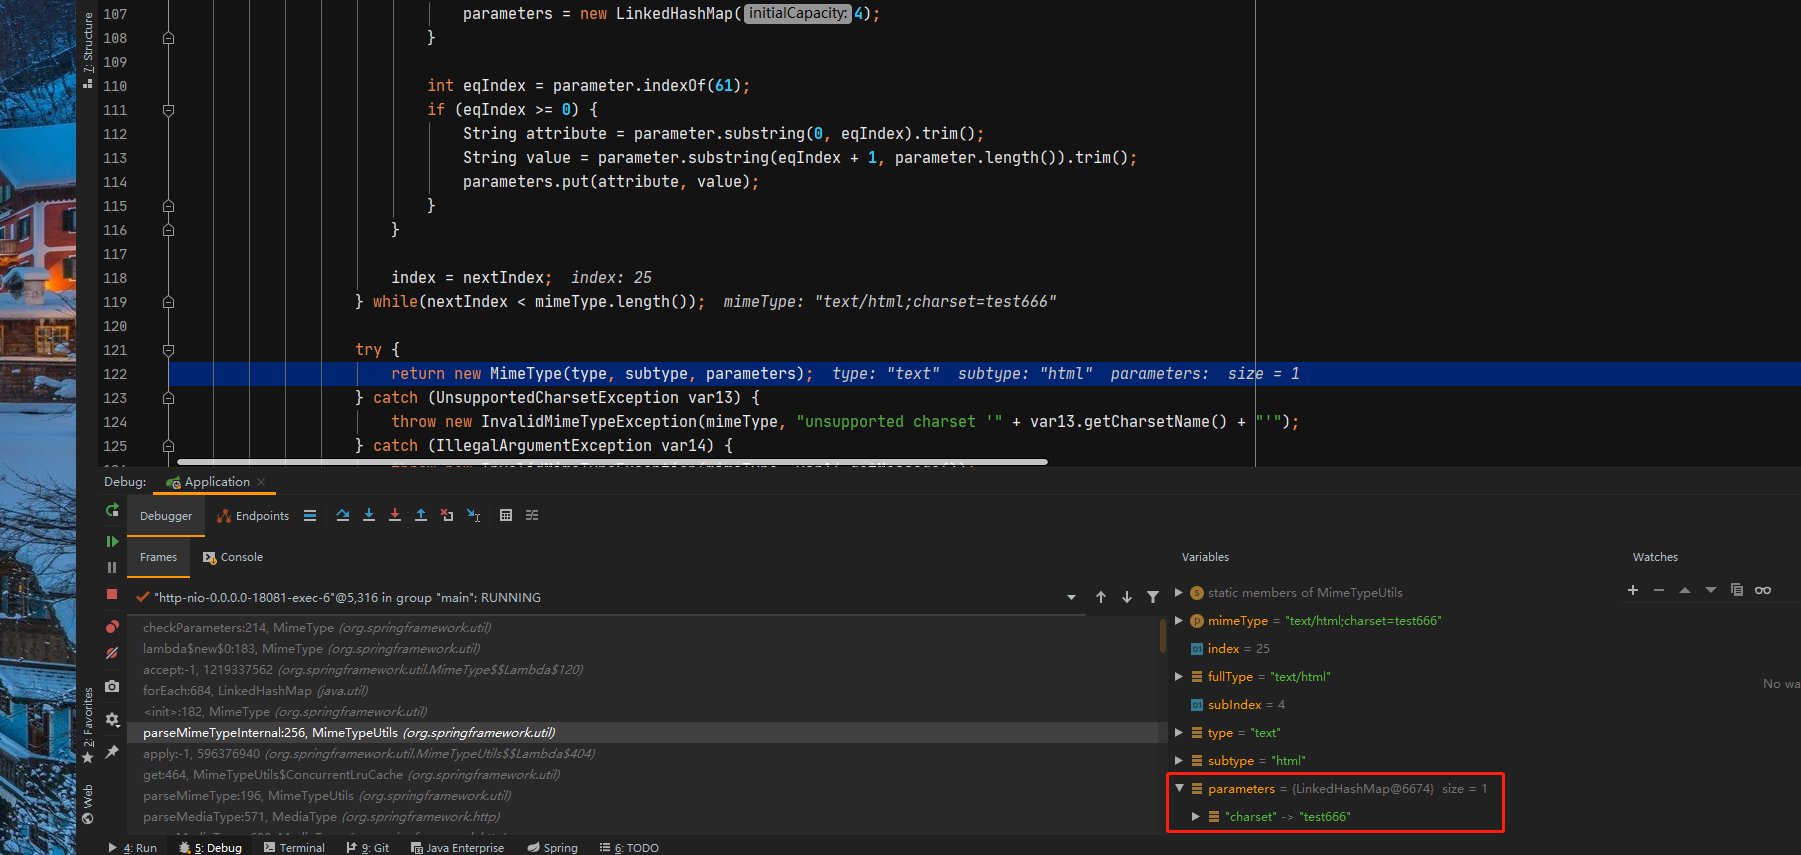 7: Structure
107 parameters = new LinkedHashMap( initialCapacity: 4);
108 }
109
110 int eqIndex = parameter.indexOf(61);
111 if (eqIndex >= 0) {
112 String attribute = parameter.substring(0, eqIndex).trim();
113 String value = parameter.substring(eqIndex + 1, parameter.length()).trim();
114 parameters.put(attribute, value);
115 }
116 }
117
118 index = nextIndex; index: 25
119 } while(nextIndex < mimeType.length()); mimeType: "text/html;charset=test666"
120
121 try {
122 return new MimeType(type, subtype, parameters); type: "text" subtype: "html" parameters: size = 1
123 } catch (UnsupportedCharsetException var13) {
124 throw new InvalidMimeTypeException(mimeType, "unsupported charset '" + var13.getCharsetName() + "'");
125 } catch (IllegalArgumentException var14) {
Debug: Application
Debugger Endpoints
Frames Console
"http-nio-0.0.0.0-18081-exec-6"@5,316 in group "main": RUNNING
checkParameters:214, MimeType (org.springframework.util)
lambda$new$0:183, MimeType (org.springframework.util)
accept:-1, 1219337562 (org.springframework.util.MimeType$$Lambda$120)
forEach:684, LinkedHashMap (java.util)
<init>:182, MimeType (org.springframework.util)
parseMimeTypeInternal:256, MimeTypeUtils (org.springframework.util)
apply:-1, 596376940 (org.springframework.util.MimeTypeUtils$$Lambda$404)
get:464, MimeTypeUtils$ConcurrentLruCache (org.springframework.util)
parseMimeType:196, MimeTypeUtils (org.springframework.util)
parseMediaType:571, MediaType (org.springframework.http)
Variables
static members of MimeTypeUtils
mimeType = "text/html;charset=test666"
index = 25
fullType = "text/html"
subIndex = 4
type = "text"
subtype = "html"
parameters = {LinkedHashMap@6674} size = 1
"charset" -> "test666"
Watches
No wa
2: Favorites
Web
4: Run 5: Debug Terminal 9: Git Java Enterprise Spring 6: TODO